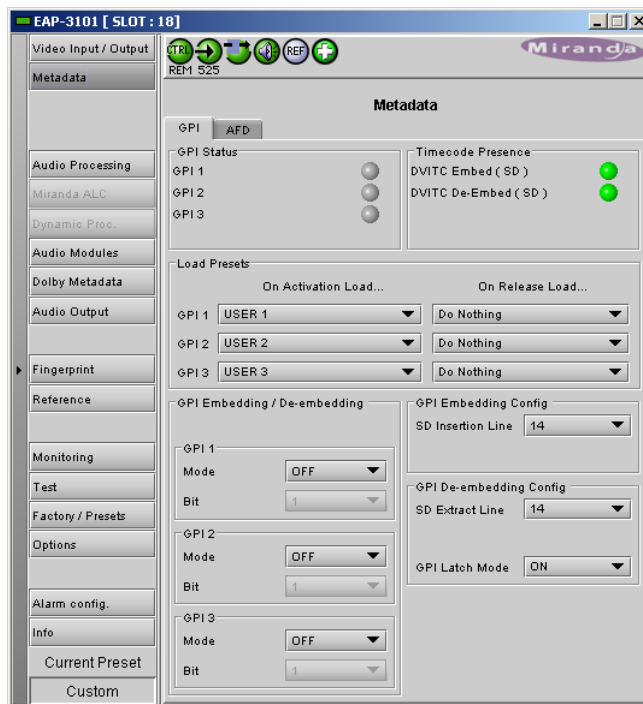 EAP-3101 [ SLOT : 18]
Video Input / Output
Metadata
Audio Processing
Miranda ALC
Dynamic Proc.
Audio Modules
Dolby Metadata
Audio Output
Fingerprint
Reference
Monitoring
Test
Factory / Presets
Options
Alarm config.
Info
Current Preset
Custom
CTRL REF
REM 525
Miranda
Metadata
GPI AFD
GPI Status
GPI 1
GPI 2
GPI 3
Timecode Presence
DVITC Embed ( SD )
DVITC De-Embed ( SD )
Load Presets
On Activation Load... On Release Load...
GPI 1 USER 1 Do Nothing
GPI 2 USER 2 Do Nothing
GPI 3 USER 3 Do Nothing
GPI Embedding / De-embedding
GPI 1
Mode OFF
Bit 1
GPI 2
Mode OFF
Bit 1
GPI 3
Mode OFF
Bit 1
GPI Embedding Config
SD Insertion Line 14
GPI De-embedding Config
SD Extract Line 14
GPI Latch Mode ON